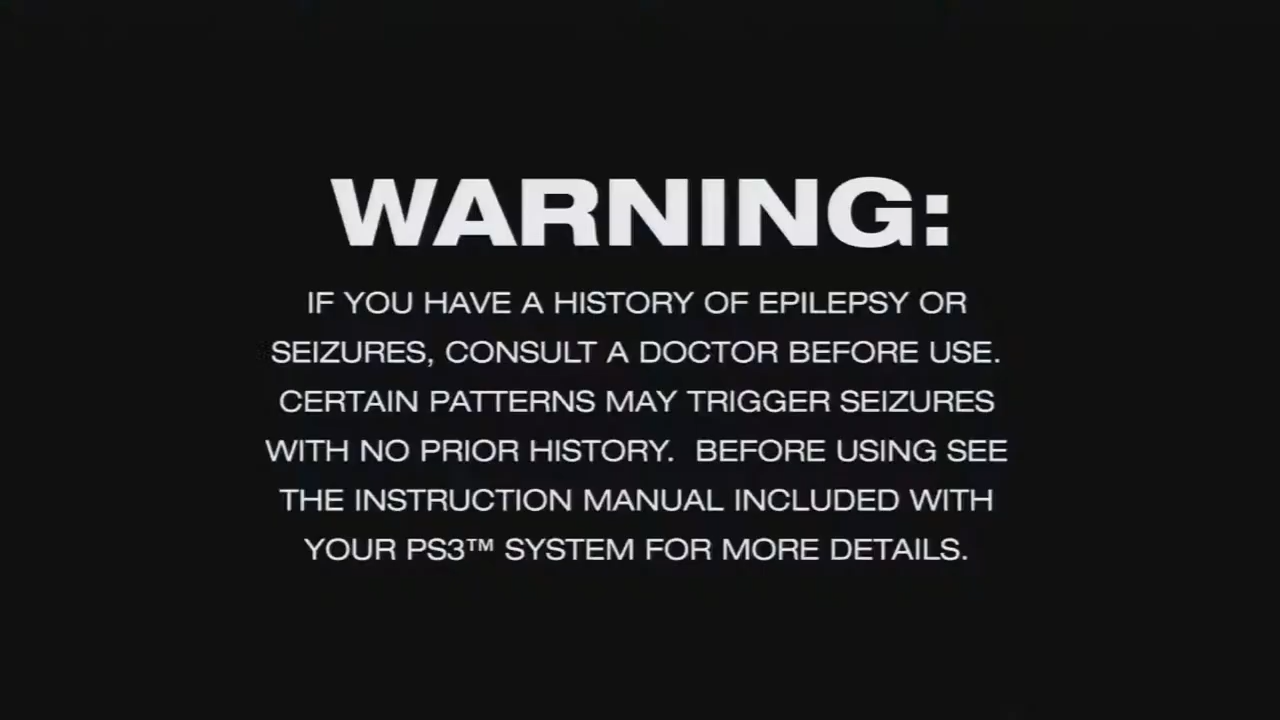 WARNING:
IF YOU HAVE A HISTORY OF EPILEPSY OR
SEIZURES, CONSULT A DOCTOR BEFORE USE.
CERTAIN PATTERNS MAY TRIGGER SEIZURES
WITH NO PRIOR HISTORY.  BEFORE USING SEE
THE INSTRUCTION MANUAL INCLUDED WITH
YOUR PS3™ SYSTEM FOR MORE DETAILS.